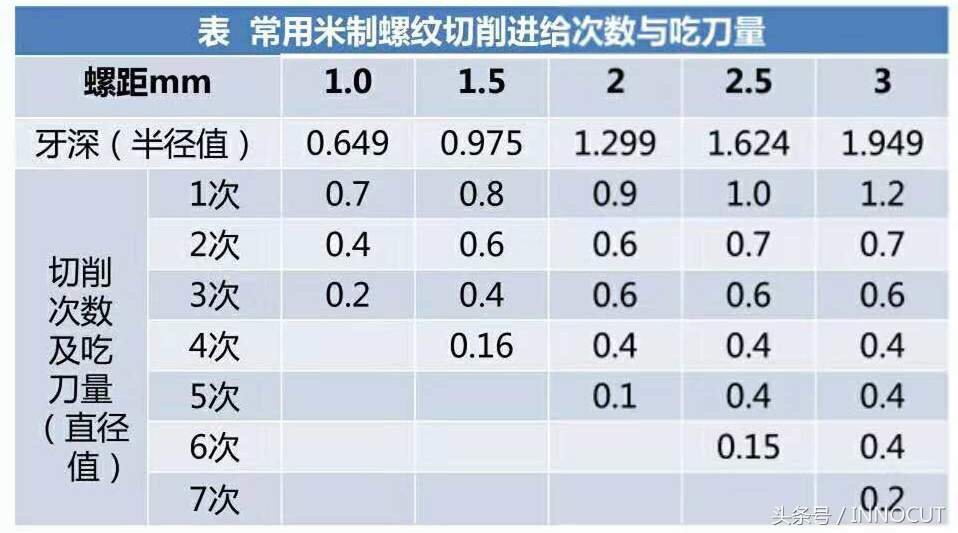 表 常用米制螺纹切削进给次数与吃刀量
螺距mm 1.0 1.5 2 2.5 3
牙深（半径值） 0.649 0.975 1.299 1.624 1.949
切削
次数
及吃
刀量
（直径
值）
1次 0.7 0.8 0.9 1.0 1.2
2次 0.4 0.6 0.6 0.7 0.7
3次 0.2 0.4 0.6 0.6 0.6
4次 0.16 0.4 0.4 0.4
5次 0.1 0.4 0.4
6次 0.15 0.4
7次 0.2
头条号 / INNOCUT